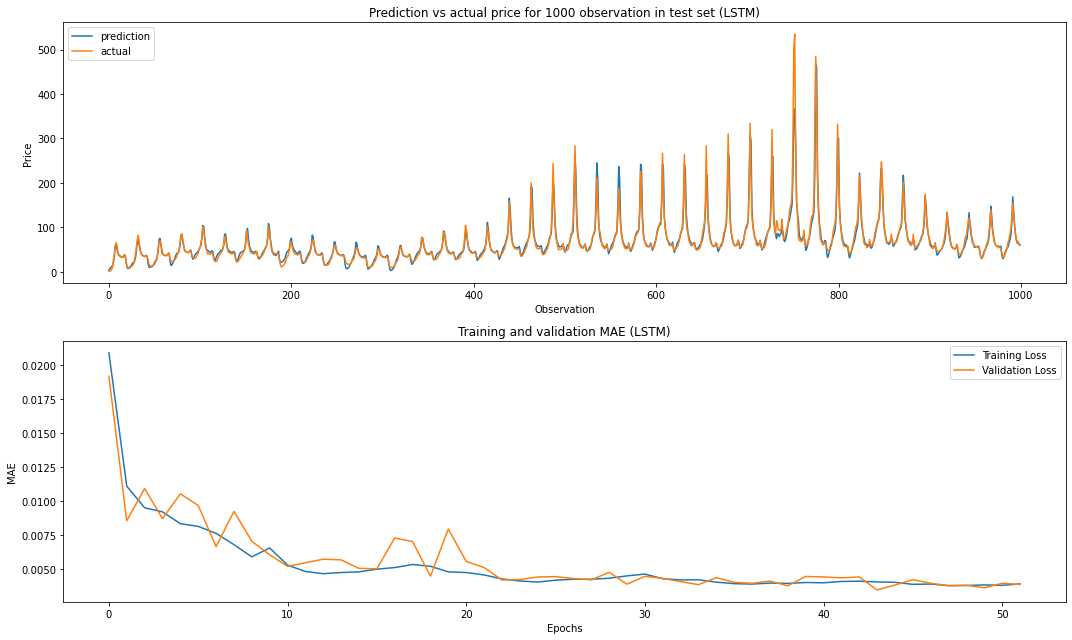 Prediction vs actual price for 1000 observation in test set (LSTM)
prediction
actual
500
400
300
200
100
0
Price
0 200 400 600 800 1000
Observation
Training and validation MAE (LSTM)
Training Loss
Validation Loss
0.0200
0.0175
0.0150
0.0125
0.0100
0.0075
0.0050
MAE
0 10 20 30 40 50
Epochs